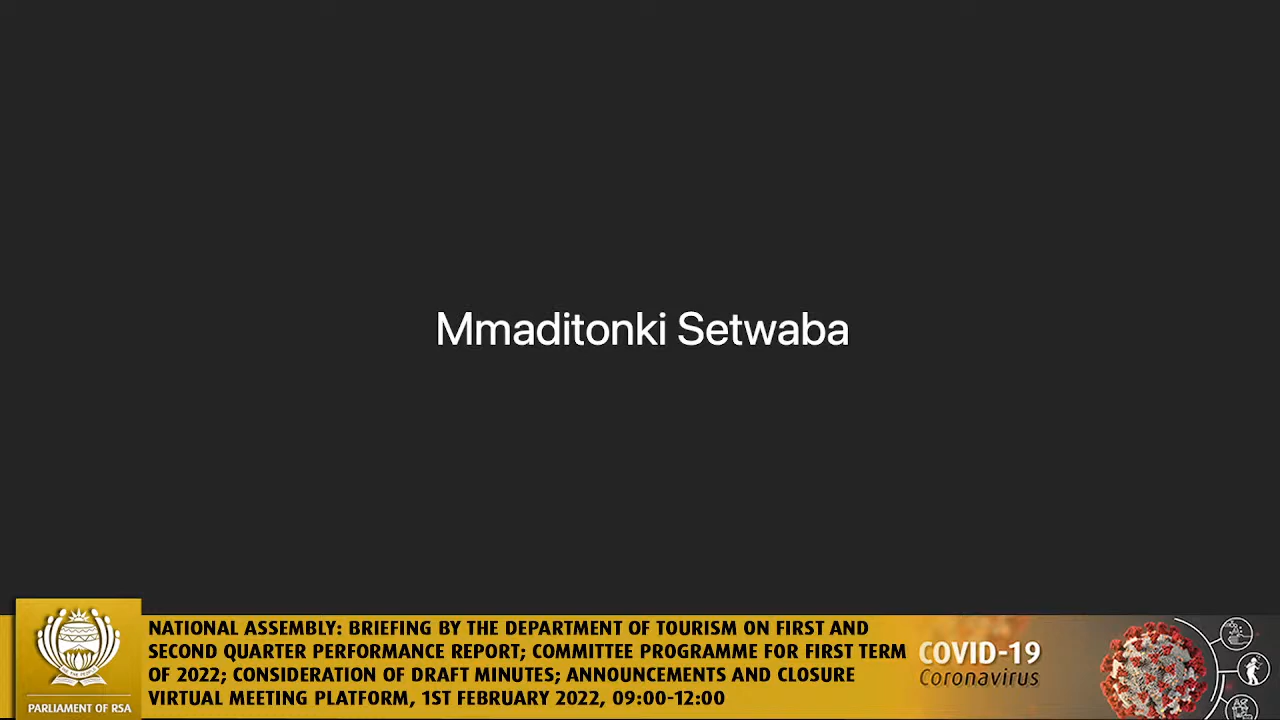 Mmaditonki Setwaba
NATIONAL ASSEMBLY: BRIEFING BY THE DEPARTMENT OF TOURISM ON FIRST AND
SECOND QUARTER PERFORMANCE REPORT; COMMITTEE PROGRAMME FOR FIRST TERM
OF 2022; CONSIDERATION OF DRAFT MINUTES; ANNOUNCEMENTS AND CLOSURE
VIRTUAL MEETING PLATFORM, 1ST FEBRUARY 2022, 09:00-12:00
PARLIAMENT OF RSA
COVID-19
Coronavirus